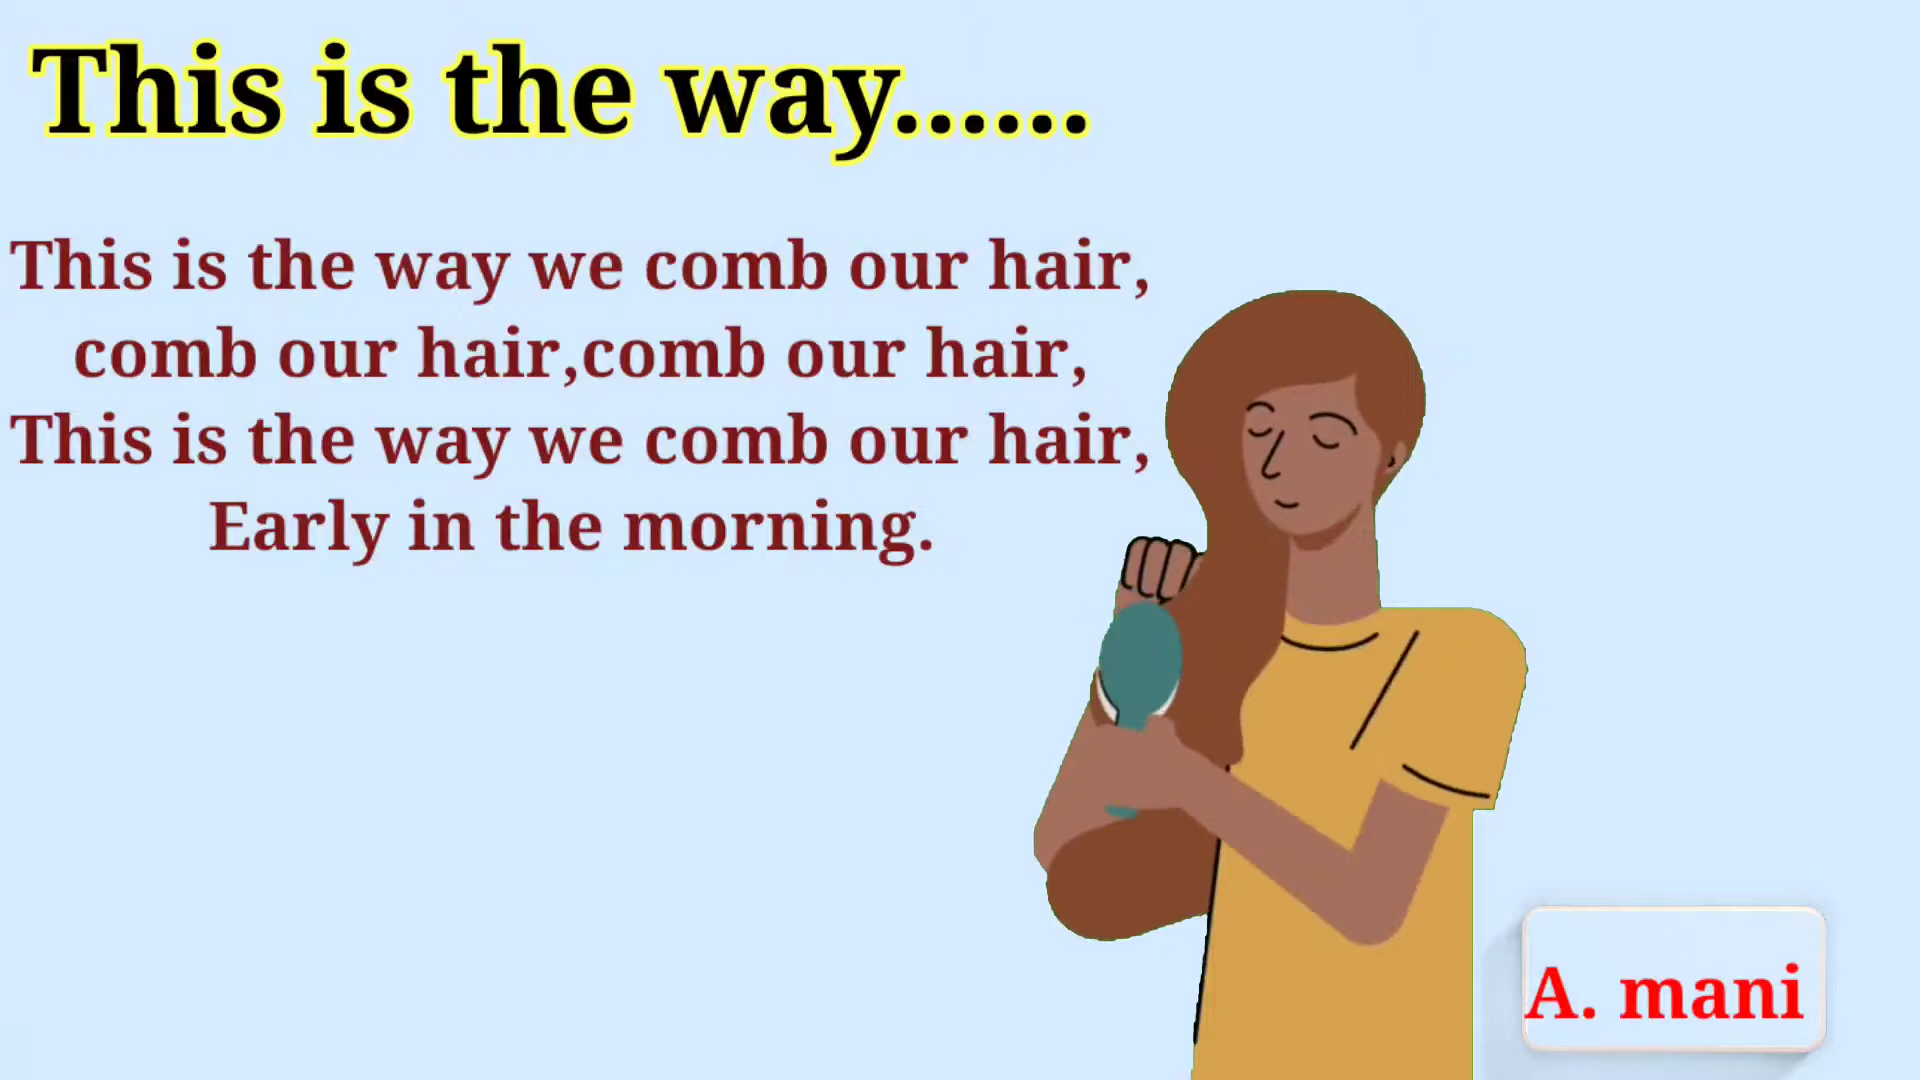 This is the way......
This is the way we comb our hair,
comb our hair,comb our hair,
This is the way we comb our hair,
Early in the morning.
A. mani